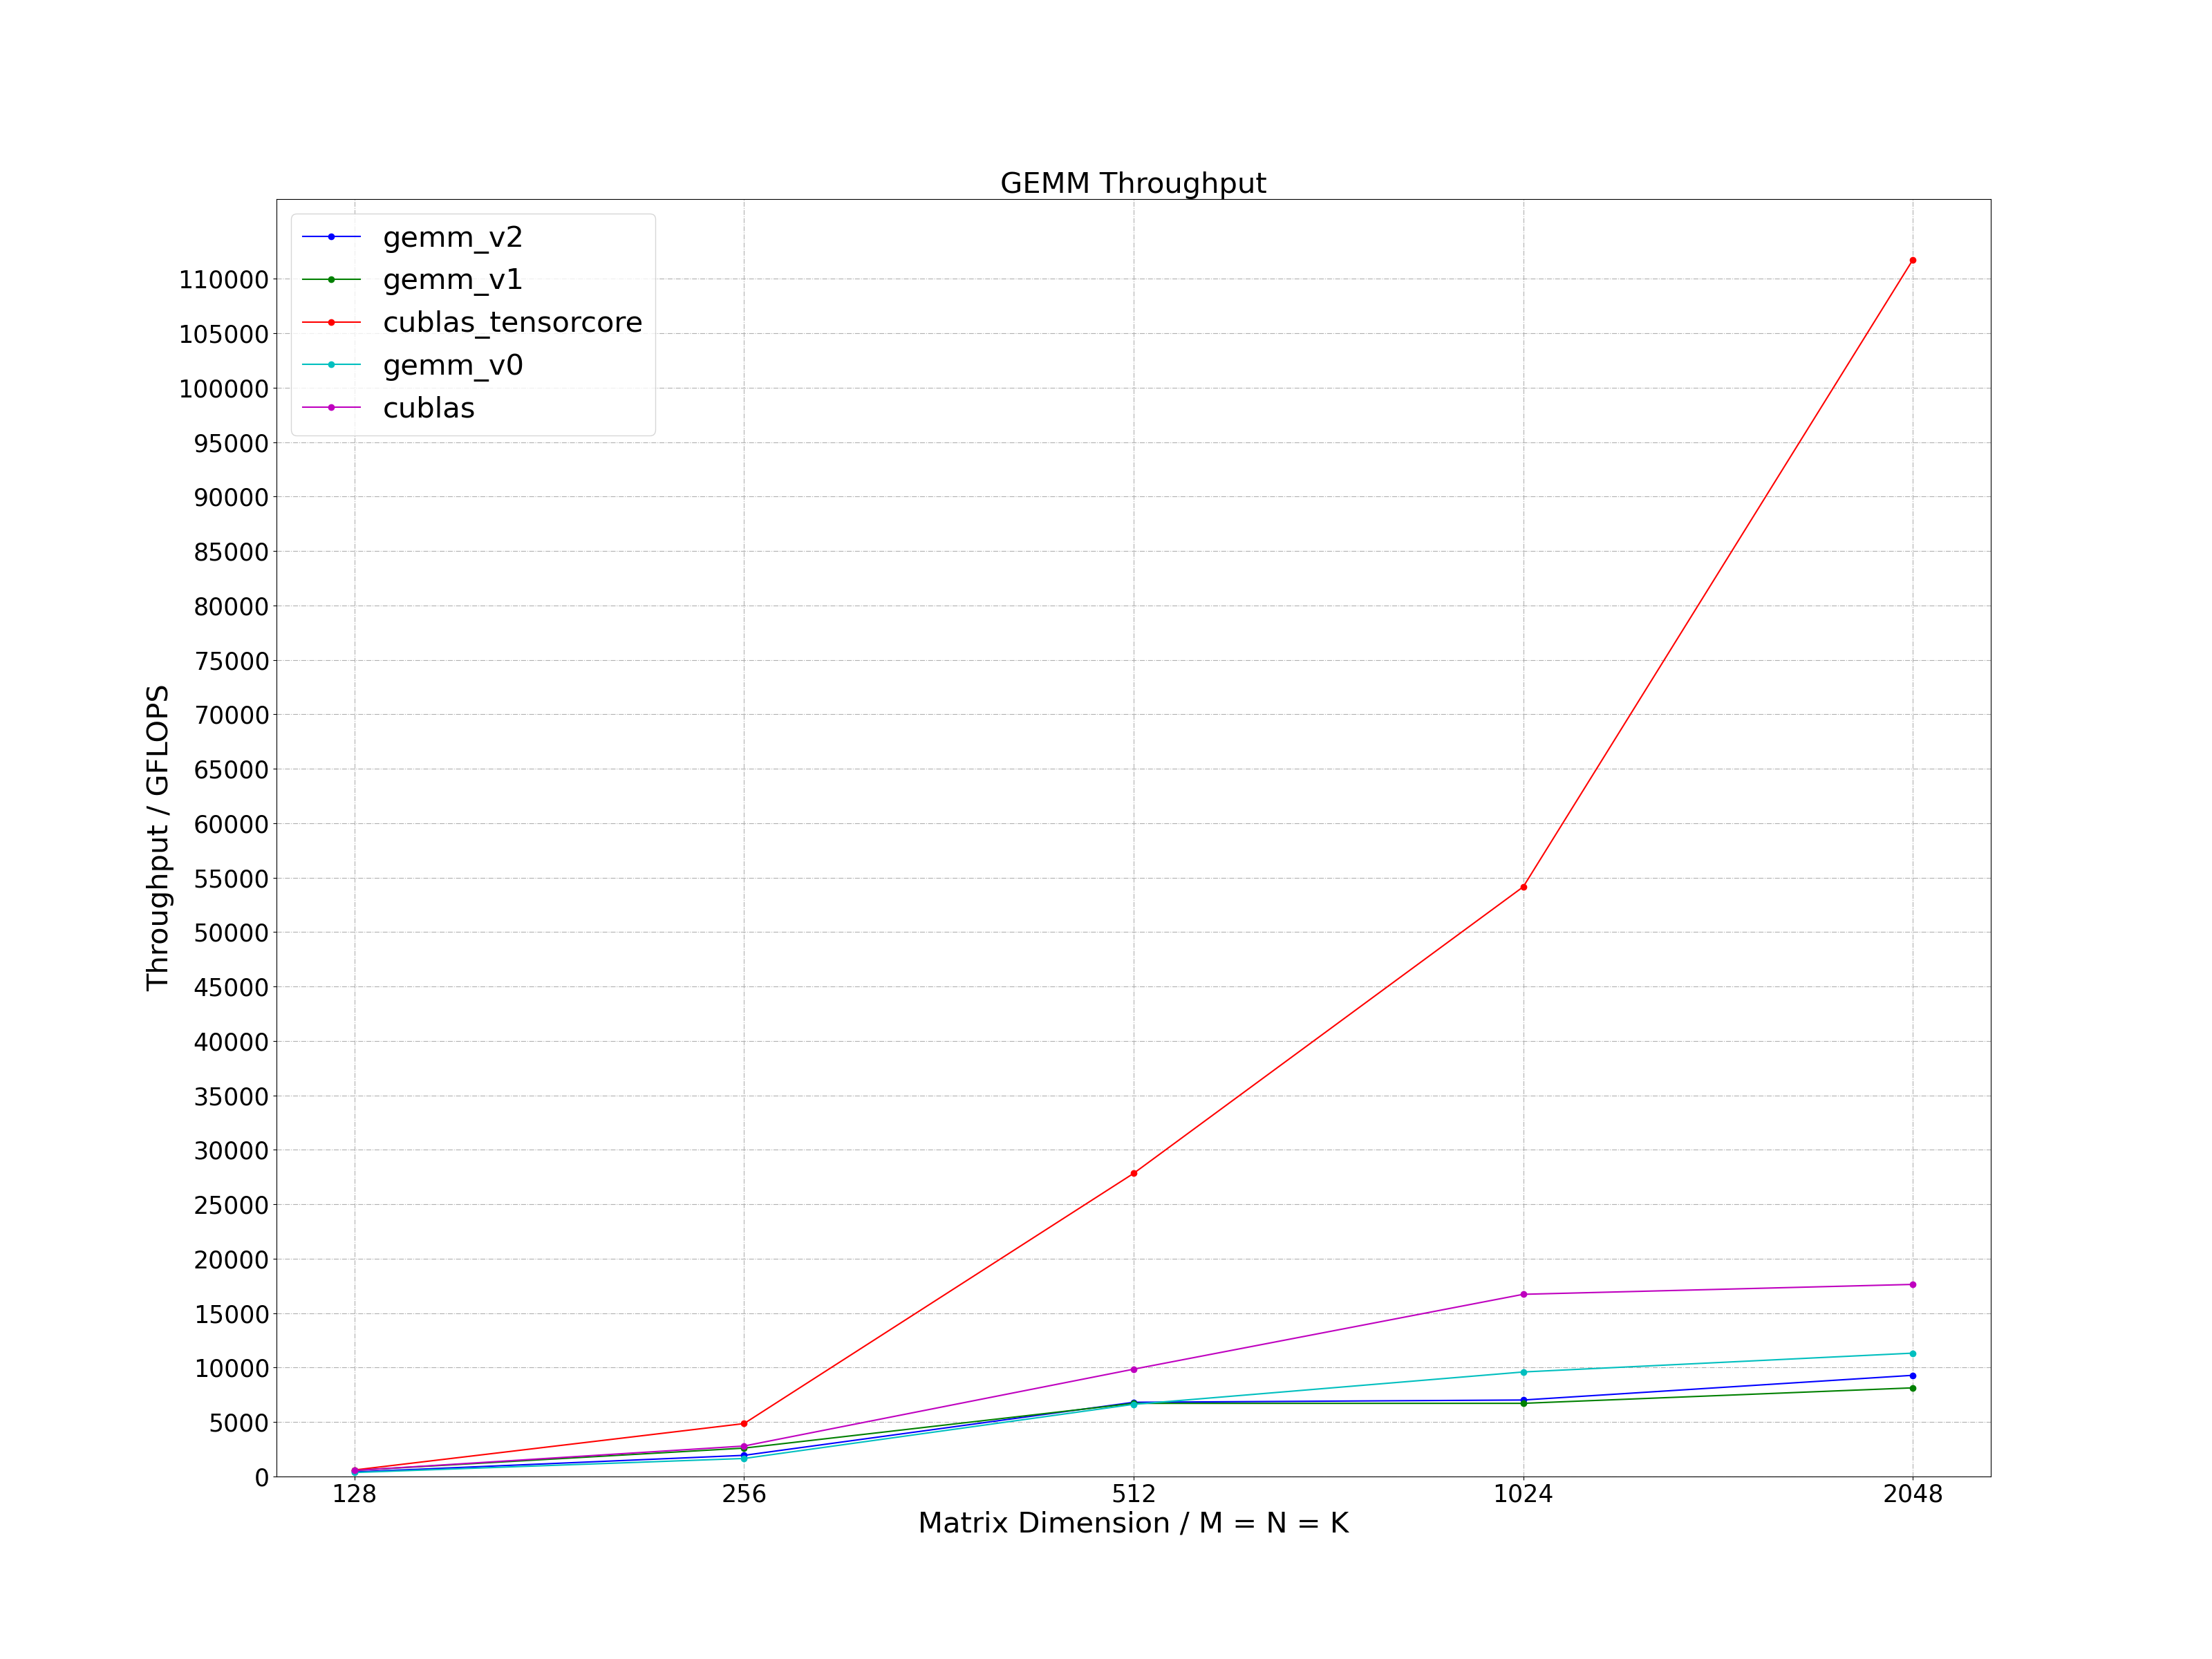 GEMM Throughput
gemm_v2
gemm_v1
cublas_tensorcore
gemm_v0
cublas
110000
105000
100000
95000
90000
85000
80000
75000
70000
65000
60000
55000
50000
45000
40000
35000
30000
25000
20000
15000
10000
5000
0
Throughput / GFLOPS
128 256 512 1024 2048
Matrix Dimension / M = N = K